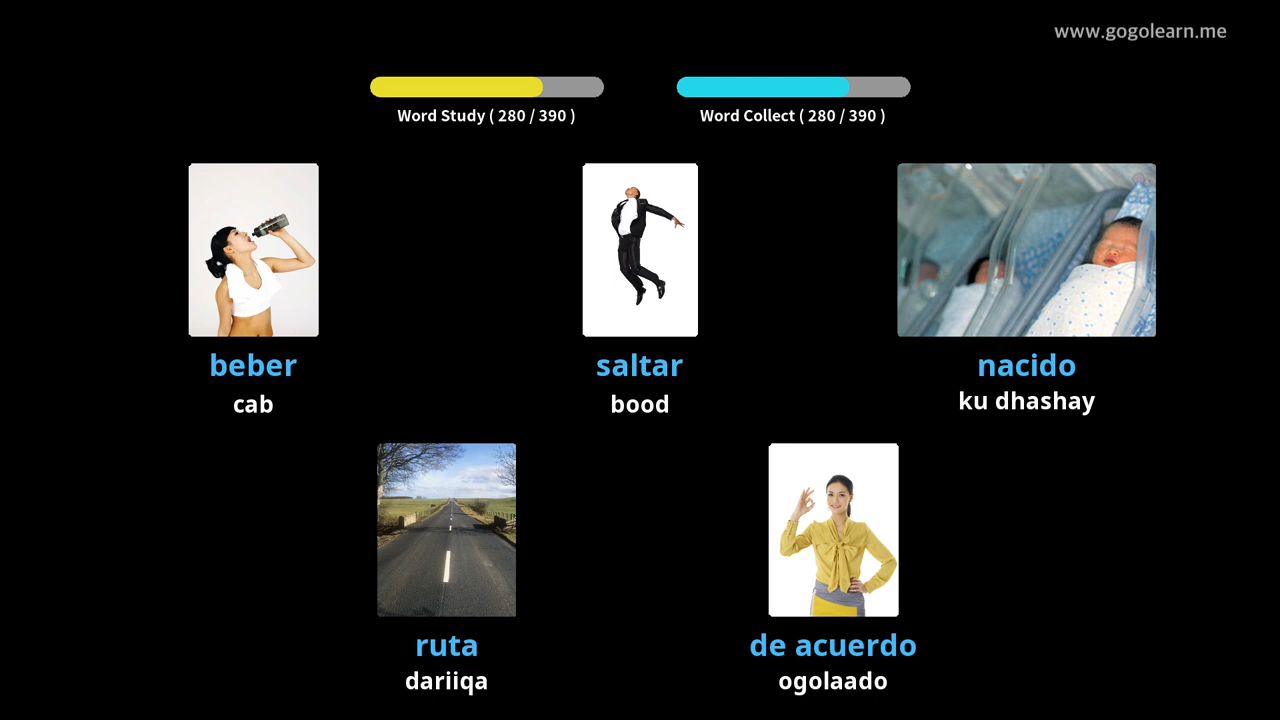 www.gogolearn.me
Word Study ( 280 / 390 )
Word Collect ( 280 / 390 )
beber
cab
saltar
bood
nacido
ku dhashay
ruta
dariiqa
de acuerdo
ogolaado